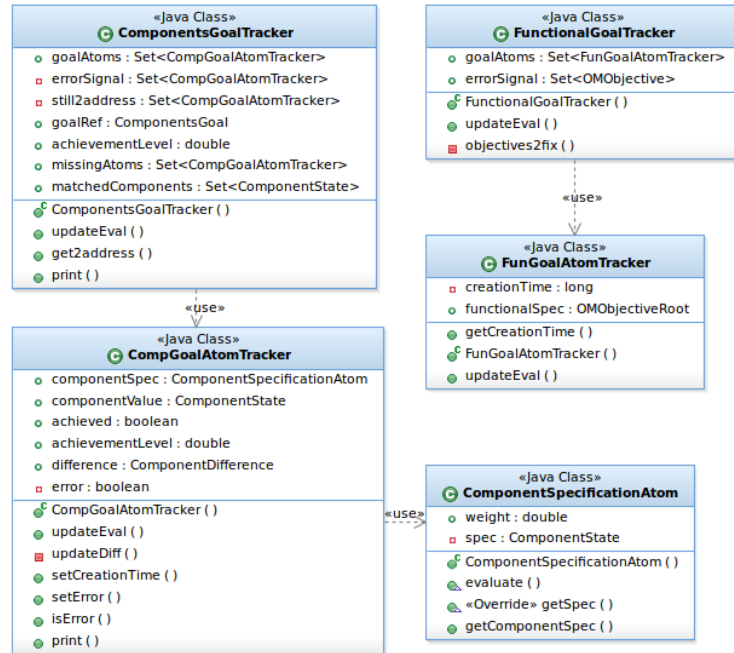 «Java Class»
ComponentsGoalTracker
goalAtoms : Set<CompGoalAtomTracker>
errorSignal : Set<CompGoalAtomTracker>
still2address : Set<CompGoalAtomTracker>
goalRef : ComponentsGoal
achievementLevel : double
missingAtoms : Set<CompGoalAtomTracker>
matchedComponents : Set<ComponentState>
ComponentsGoalTracker ( )
updateEval ( )
get2address ( )
print ( )
«Java Class»
FunctionalGoalTracker
goalAtoms : Set<FunGoalAtomTracker>
errorSignal : Set<OMObjective>
FunctionalGoalTracker ( )
updateEval ( )
objectives2fix ( )
«use»
«Java Class»
FunGoalAtomTracker
creationTime : long
functionalSpec : OMObjectiveRoot
getCreationTime ( )
FunGoalAtomTracker ( )
updateEval ( )
«use»
«Java Class»
CompGoalAtomTracker
componentSpec : ComponentSpecificationAtom
componentValue : ComponentState
achieved : boolean
achievementLevel : double
difference : ComponentDifference
error : boolean
CompGoalAtomTracker ( )
updateEval ( )
updateDiff ( )
setCreationTime ( )
setError ( )
isError ( )
print ( )
«use»
«Java Class»
ComponentSpecificationAtom
weight : double
spec : ComponentState
ComponentSpecificationAtom ( )
evaluate ( )
«Override» getSpec ( )
getComponentSpec ( )